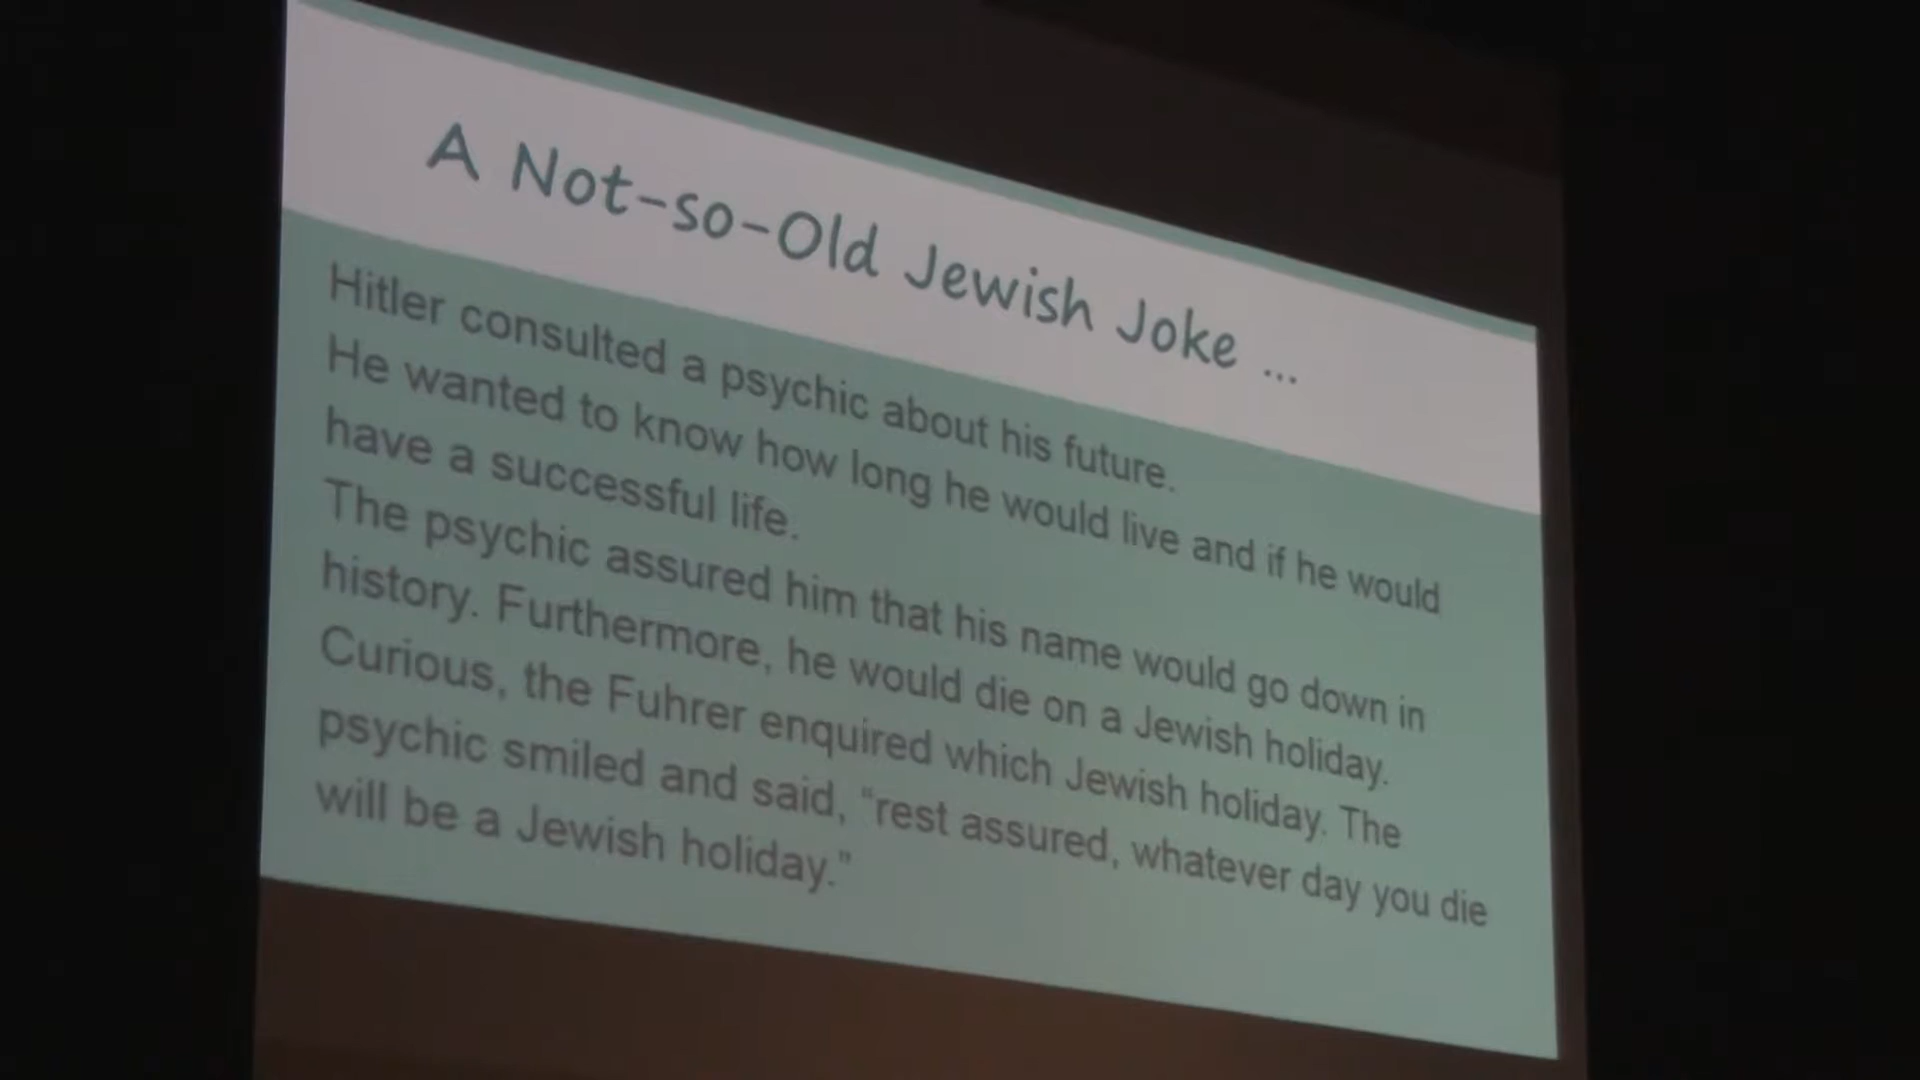 A Not-so-Old Jewish Joke ...
Hitler consulted a psychic about his future.
He wanted to know how long he would live and if he would
have a successful life.
The psychic assured him that his name would go down in
history. Furthermore, he would die on a Jewish holiday.
Curious, the Fuhrer enquired which Jewish holiday. The
psychic smiled and said, “rest assured, whatever day you die
will be a Jewish holiday.”